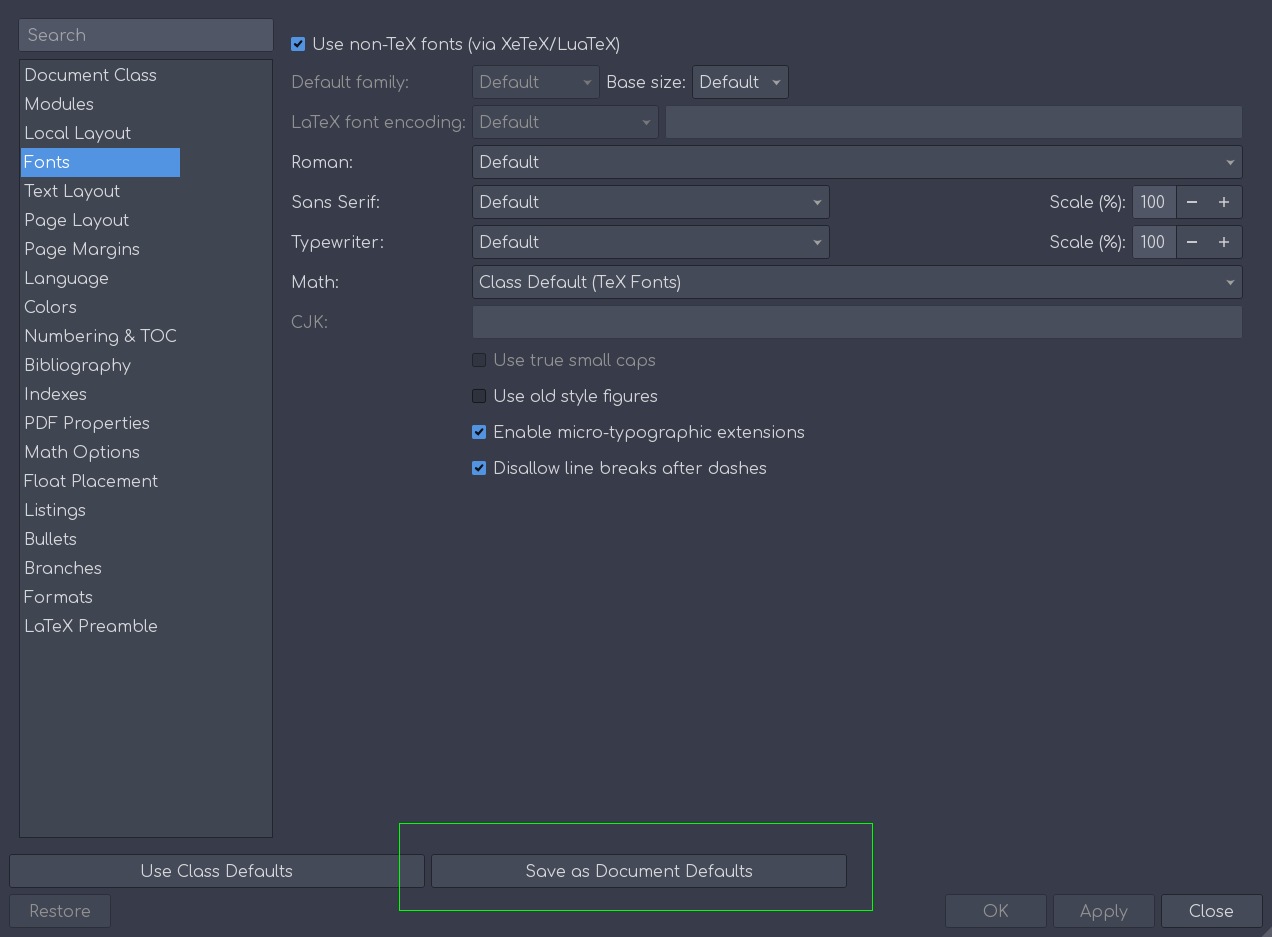 Search
Document Class
Modules
Local Layout
Fonts
Text Layout
Page Layout
Page Margins
Language
Colors
Numbering & TOC
Bibliography
Indexes
PDF Properties
Math Options
Float Placement
Listings
Bullets
Branches
Formats
LaTeX Preamble
Use non-TeX fonts (via XeTeX/LuaTeX)
Default family: Default Base size: Default
LaTeX font encoding: Default
Roman: Default
Sans Serif: Default Scale (%): 100 − +
Typewriter: Default Scale (%): 100 − +
Math: Class Default (TeX Fonts)
CJK:
Use true small caps
Use old style figures
Enable micro-typographic extensions
Disallow line breaks after dashes
Use Class Defaults Save as Document Defaults
Restore OK Apply Close